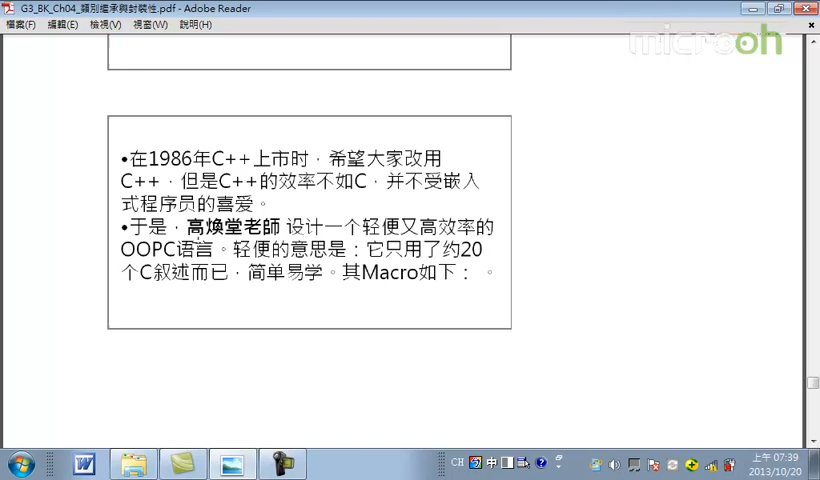 G3_BK_Ch04_類別繼承與封裝性.pdf - Adobe Reader
檔案(F) 編輯(E) 檢視(V) 視窗(W) 說明(H)
microoh
•在1986年C++上市时，希望大家改用
C++，但是C++的效率不如C，并不受嵌入
式程序员的喜爱。
•于是，高煥堂老師 设计一个轻便又高效率的
OOPC语言。轻便的意思是：它只用了约20
个C叙述而已，简单易学。其Macro如下： 。
CH 中
上午 07:39
2013/10/20